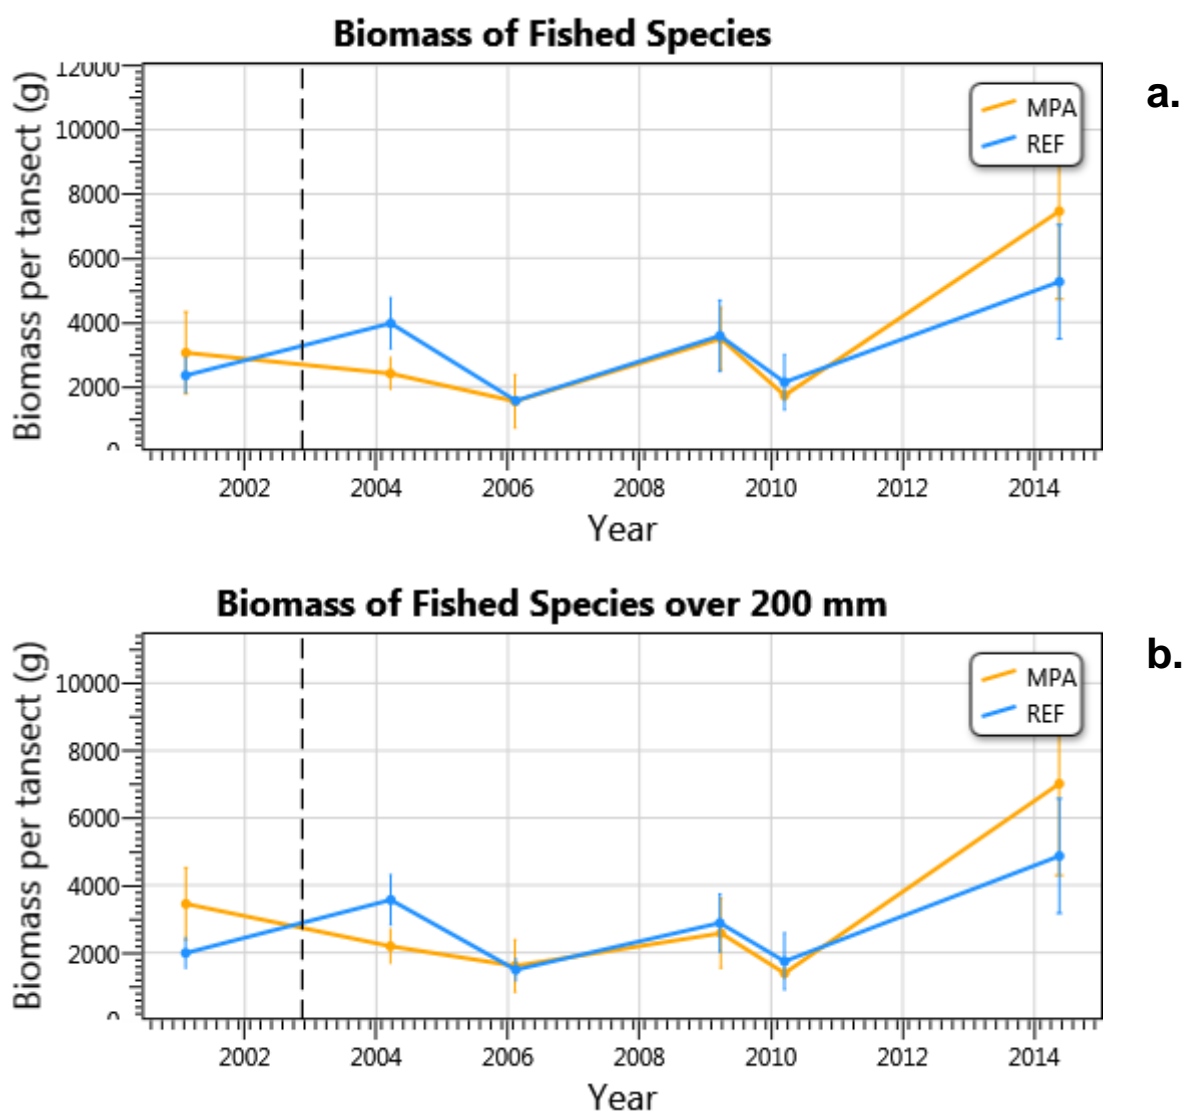 Biomass of Fished Species
a.
Biomass per tansect (g)
12000
10000
8000
6000
4000
2000
0
MPA
REF
2002 2004 2006 2008 2010 2012 2014
Year
Biomass of Fished Species over 200 mm
b.
Biomass per tansect (g)
10000
8000
6000
4000
2000
0
MPA
REF
2002 2004 2006 2008 2010 2012 2014
Year